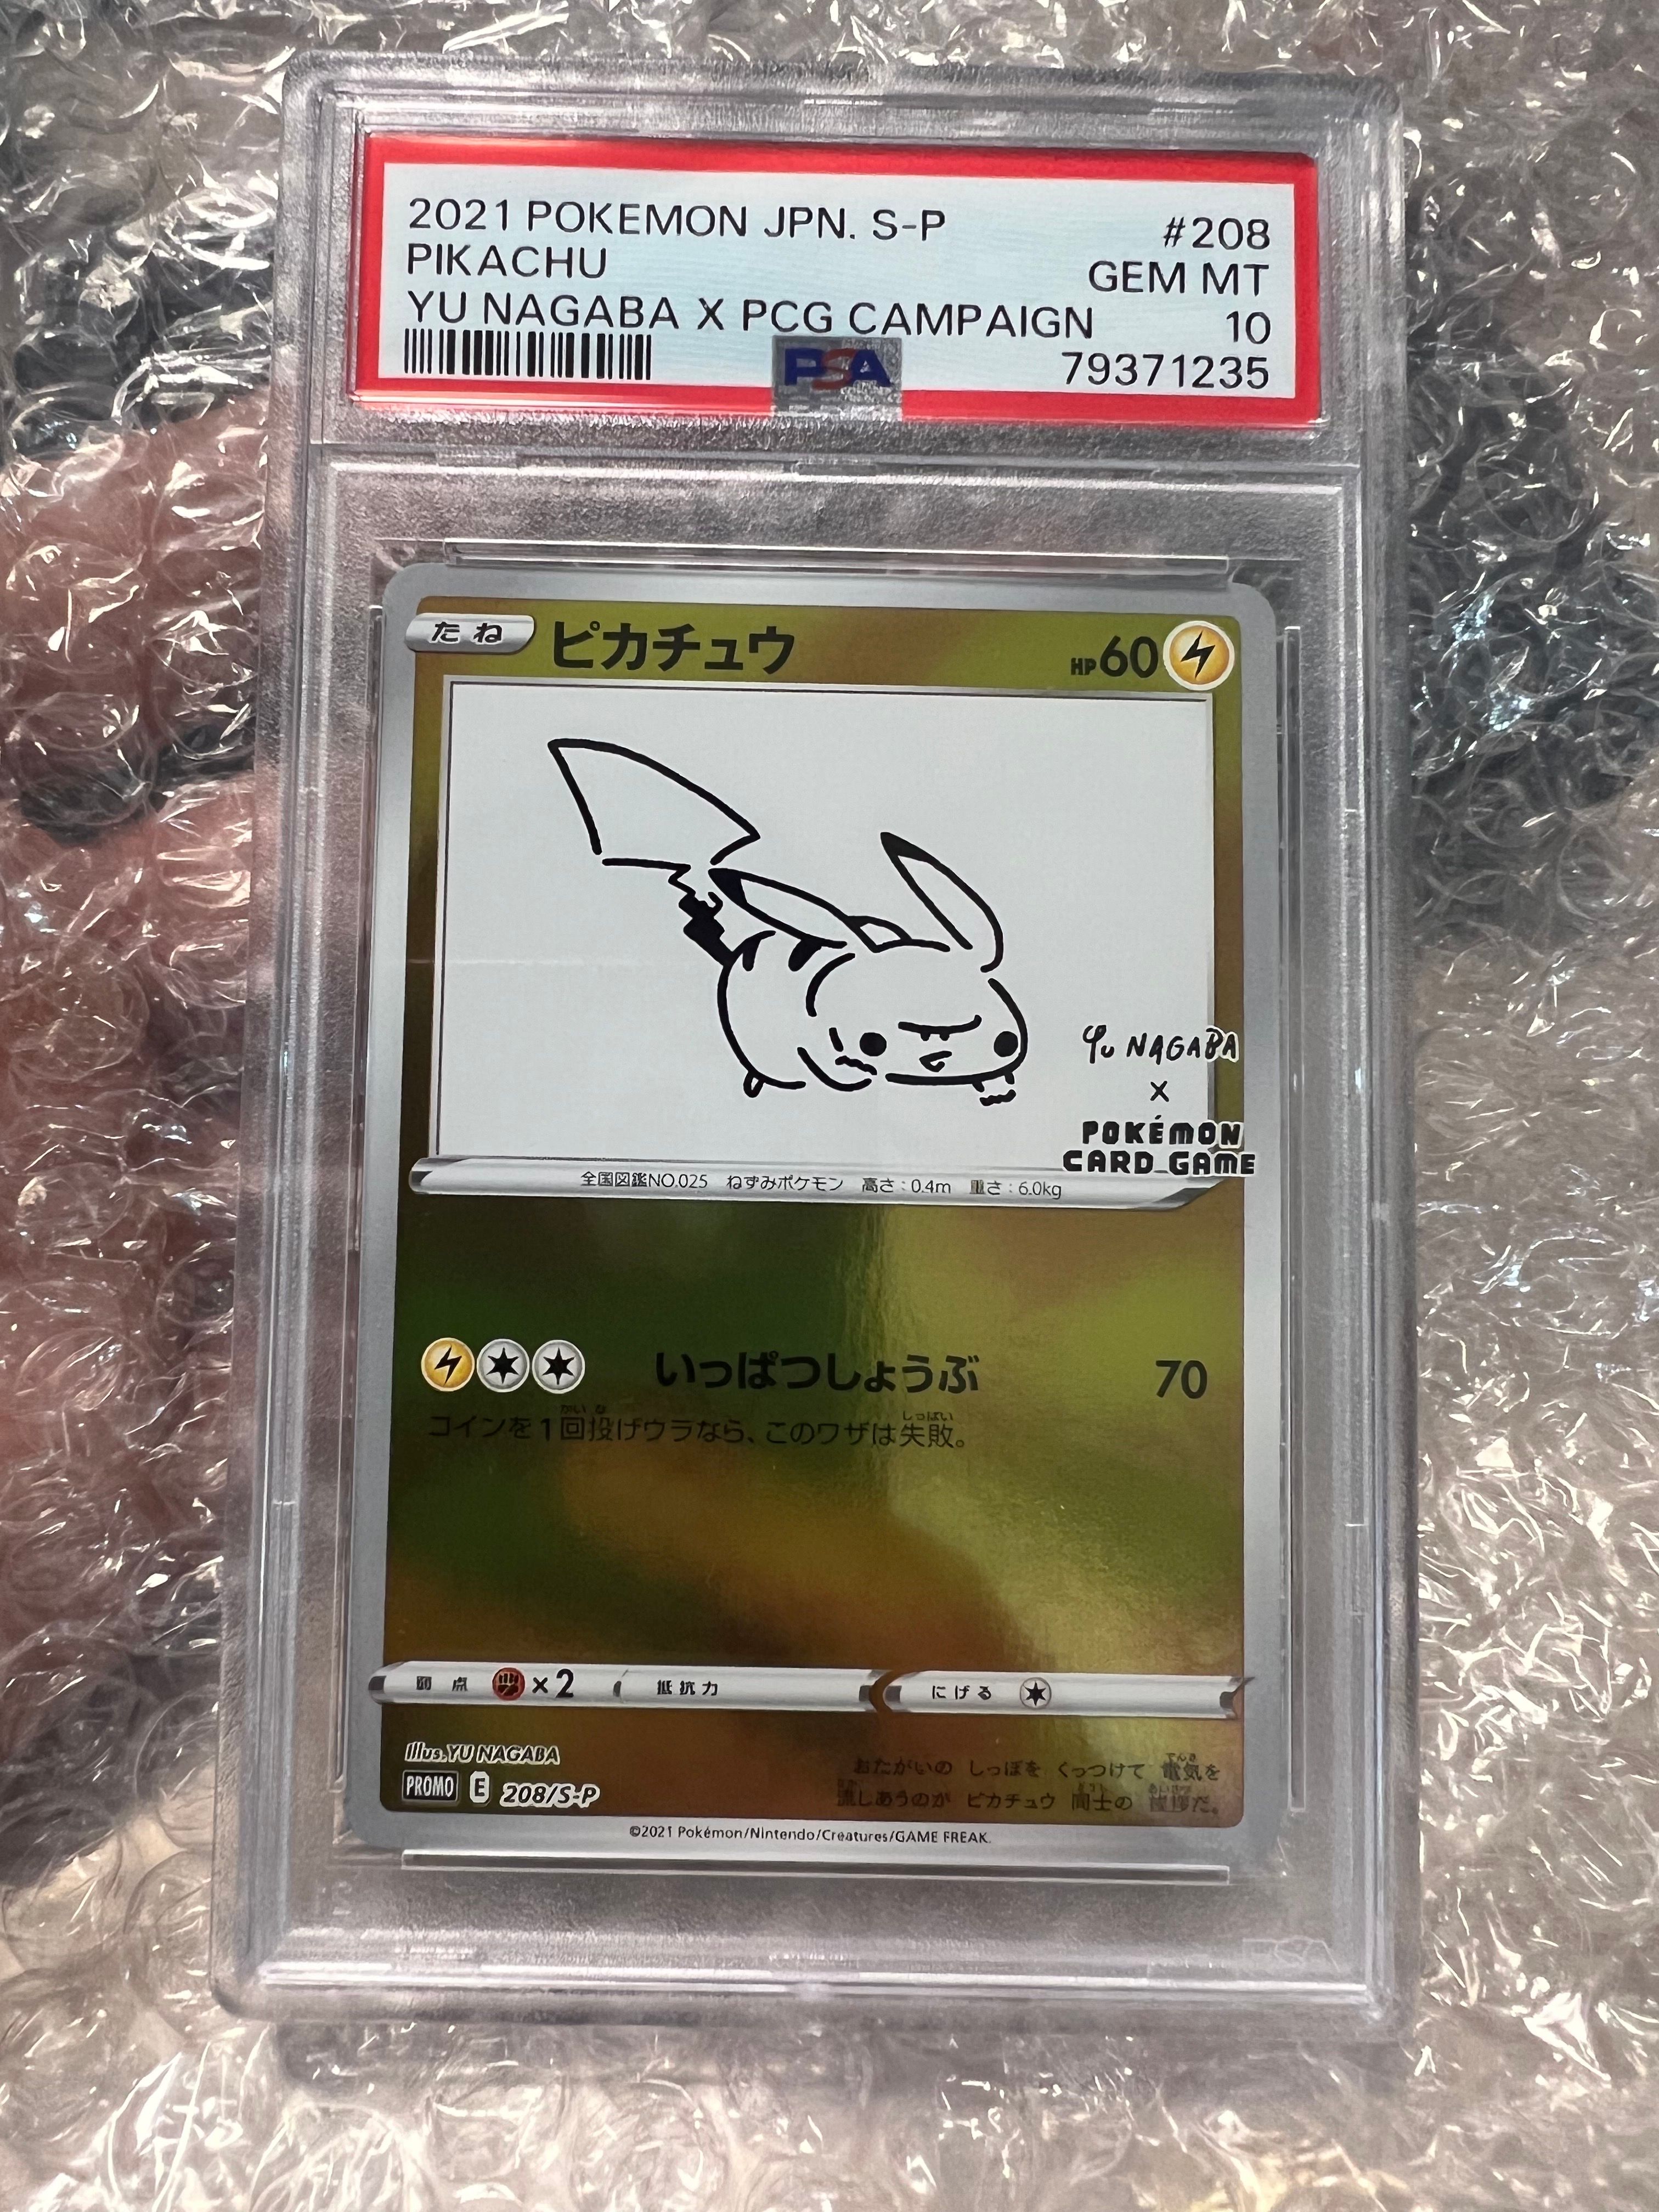 2021 POKEMON JPN. S-P #208
PIKACHU GEM MT
YU NAGABA X PCG CAMPAIGN 10
PSA 79371235
たね ピカチュウ HP60
YU NAGABA
×
POKÉMON
CARD GAME
全国図鑑NO.025 ねずみポケモン 高さ:0.4m 重さ:6.0kg
いっぱつしょうぶ 70
コインを1回投げウラなら、このワザは失敗。
弱点 ×2 抵抗力 にげる
Illus.YU NAGABA
PROMO E 208/S-P
おたがいの しっぽを くっつけて 電気を
流しあうのが ピカチュウ 同士の 挨拶だ。
©2021 Pokémon/Nintendo/Creatures/GAME FREAK.
PSA